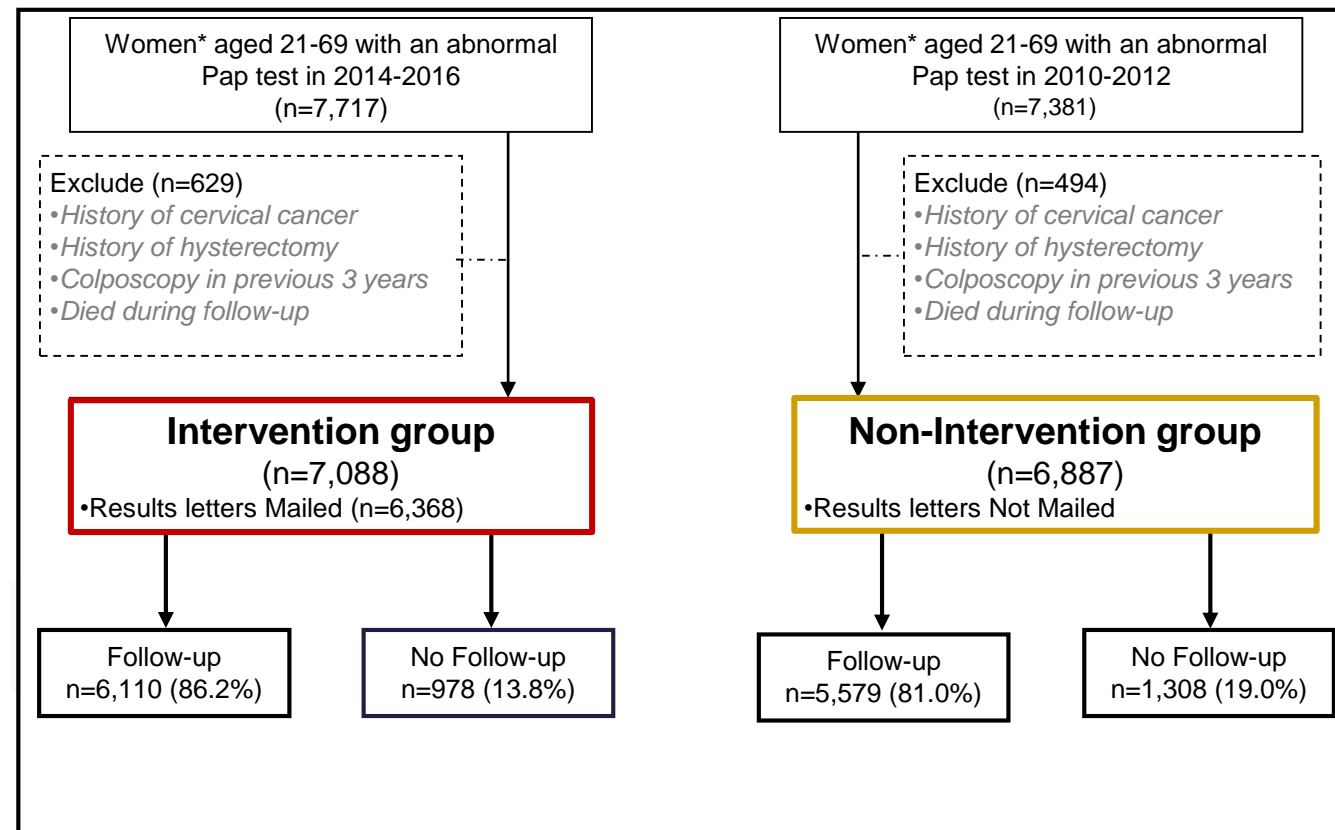 Women* aged 21-69 with an abnormal
Pap test in 2014-2016
(n=7,717)
Exclude (n=629)
•History of cervical cancer
•History of hysterectomy
•Colposcopy in previous 3 years
•Died during follow-up
Intervention group
(n=7,088)
•Results letters Mailed (n=6,368)
Follow-up
n=6,110 (86.2%)
No Follow-up
n=978 (13.8%)
Women* aged 21-69 with an abnormal
Pap test in 2010-2012
(n=7,381)
Exclude (n=494)
•History of cervical cancer
•History of hysterectomy
•Colposcopy in previous 3 years
•Died during follow-up
Non-Intervention group
(n=6,887)
•Results letters Not Mailed
Follow-up
n=5,579 (81.0%)
No Follow-up
n=1,308 (19.0%)